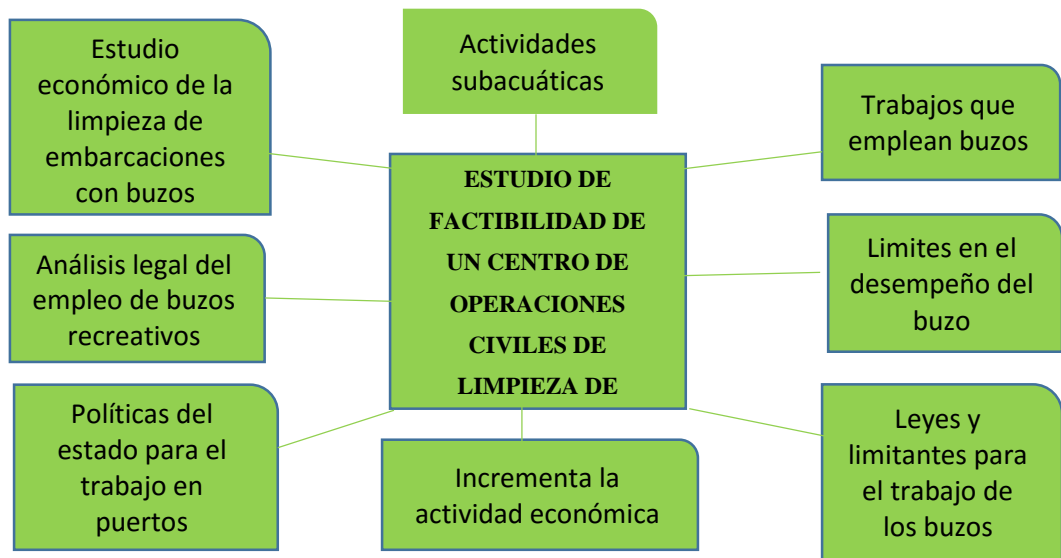 Estudio
económico de la
limpieza de
embarcaciones
con buzos
Actividades
subacuáticas
Trabajos que
emplean buzos
ESTUDIO DE
FACTIBILIDAD DE
UN CENTRO DE
OPERACIONES
CIVILES DE
LIMPIEZA DE
Análisis legal del
empleo de buzos
recreativos
Limites en el
desempeño del
buzo
Políticas del
estado para el
trabajo en
puertos
Incrementa la
actividad económica
Leyes y
limitantes para
el trabajo de
los buzos